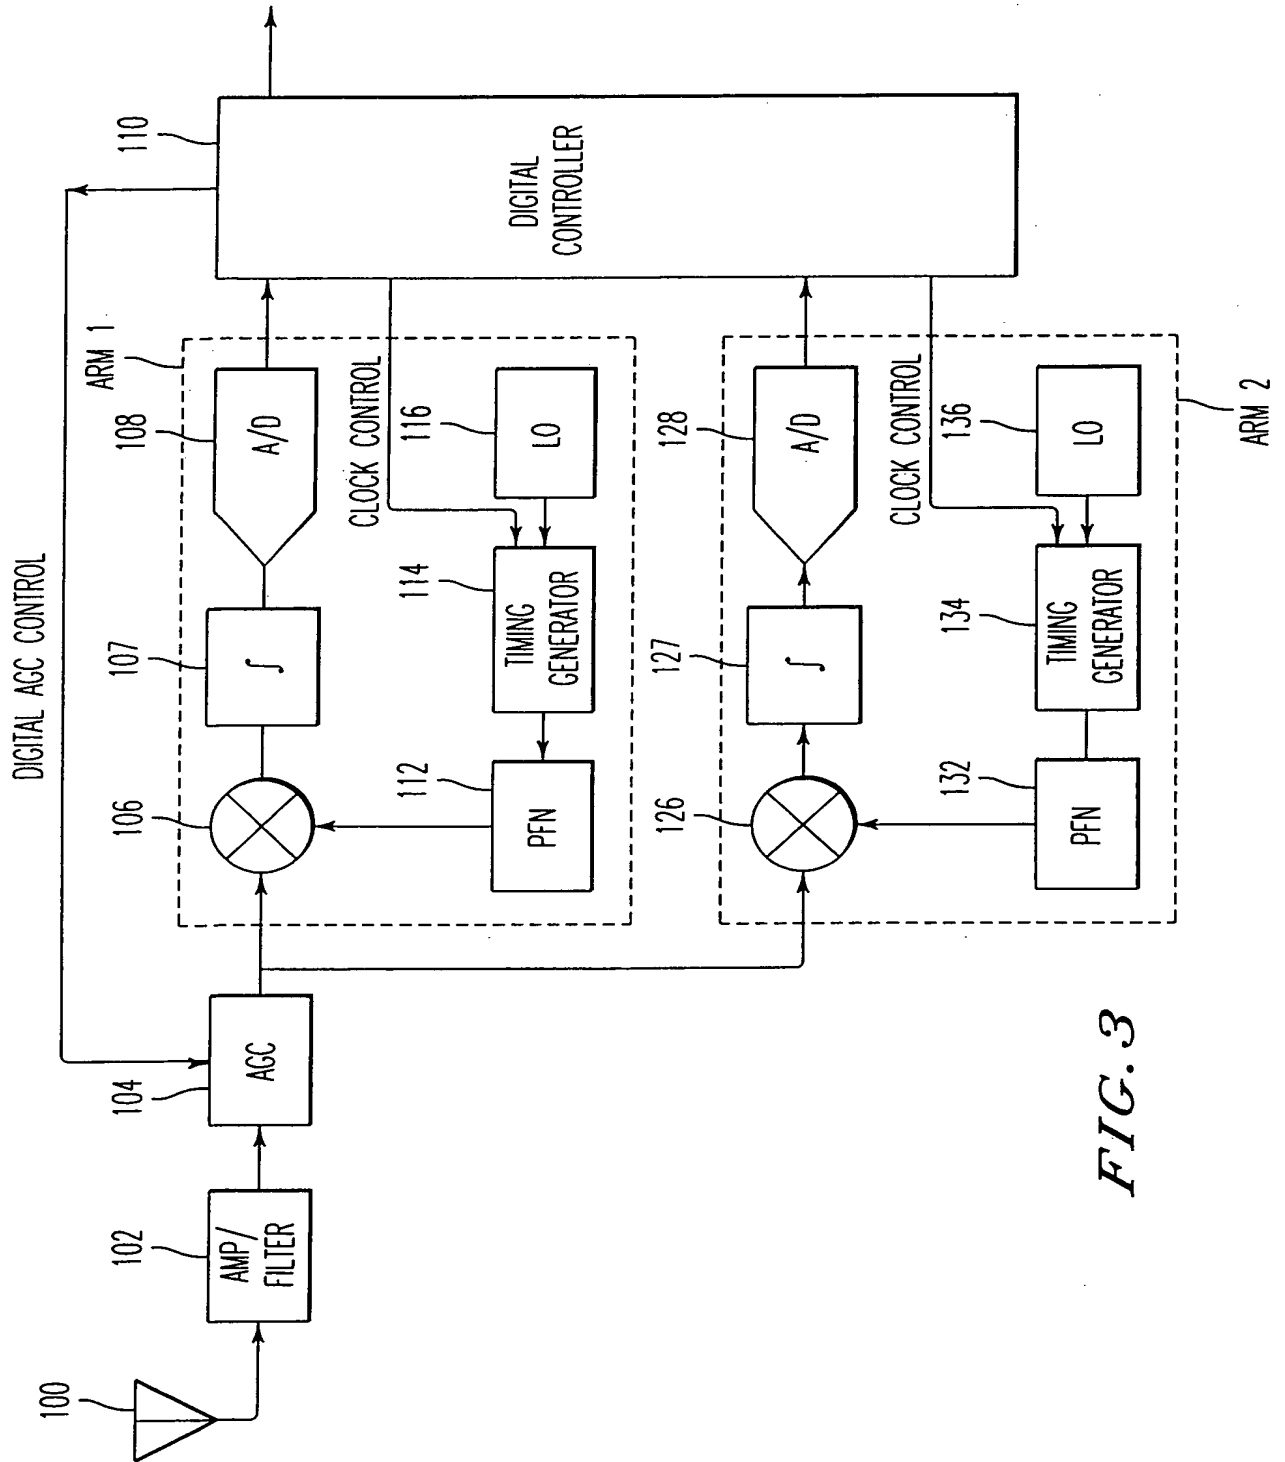 DIGITAL AGC CONTROL
100
102
AMP/
FILTER
104
AGC
ARM 1
106
107
∫
108
A/D
110
DIGITAL
CONTROLLER
CLOCK CONTROL
112
PFN
114
TIMING
GENERATOR
116
LO
126
127
∫
128
A/D
CLOCK CONTROL
132
PFN
134
TIMING
GENERATOR
136
LO
ARM 2
FIG. 3